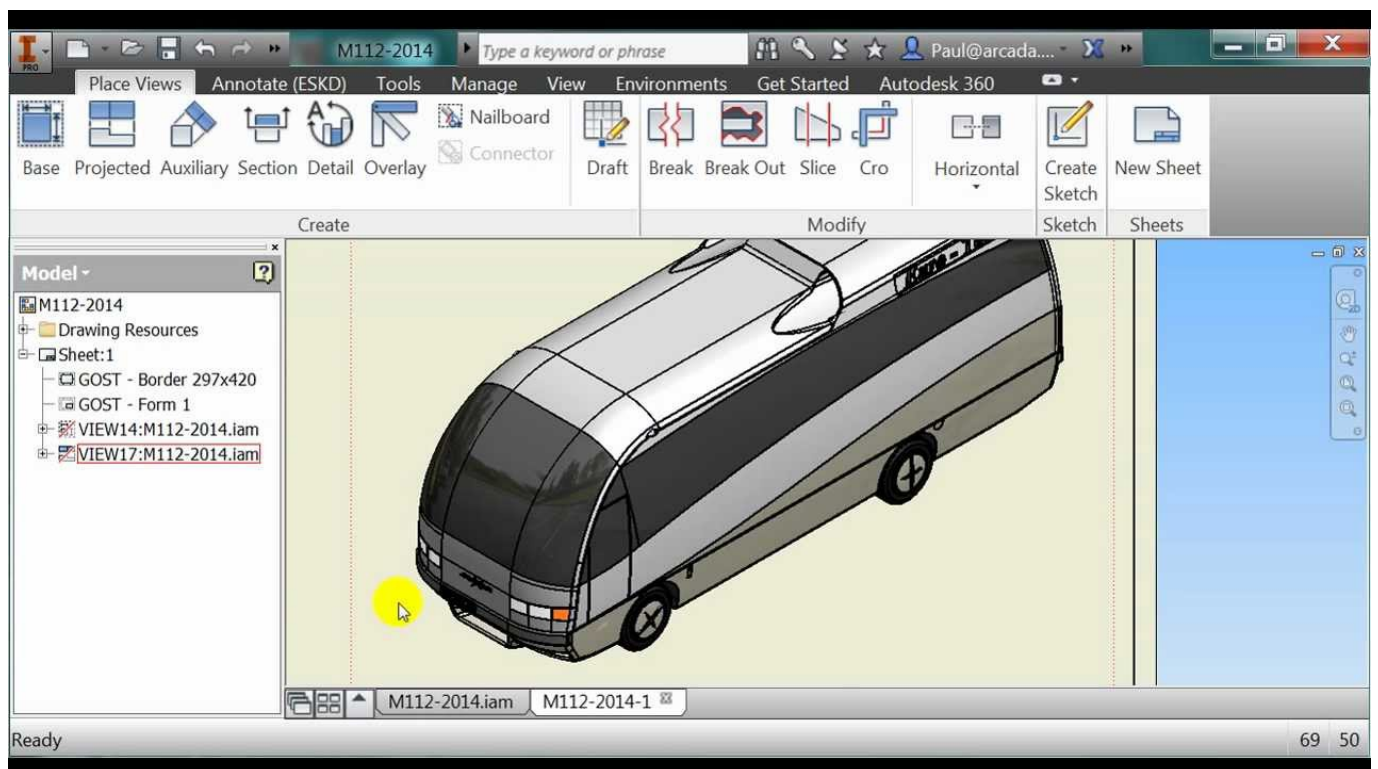 PRO
M112-2014
Type a keyword or phrase
Paul@arcada....
Place Views
Annotate (ESKD)
Tools
Manage
View
Environments
Get Started
Autodesk 360
Base
Projected
Auxiliary
Section
Detail
Overlay
Nailboard
Connector
Draft
Break
Break Out
Slice
Cro
Horizontal
Create
Sketch
New Sheet
Create
Modify
Sketch
Sheets
Model
M112-2014
Drawing Resources
Sheet:1
GOST - Border 297x420
GOST - Form 1
VIEW14:M112-2014.iam
VIEW17:M112-2014.iam
M112-2014.iam
M112-2014-1
Ready
69 50